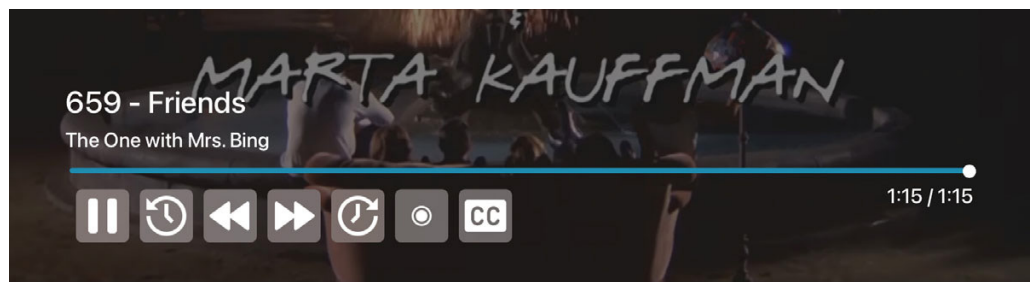 &
MARTA KAUFFMAN
659 - Friends
The One with Mrs. Bing
1:15 / 1:15
CC